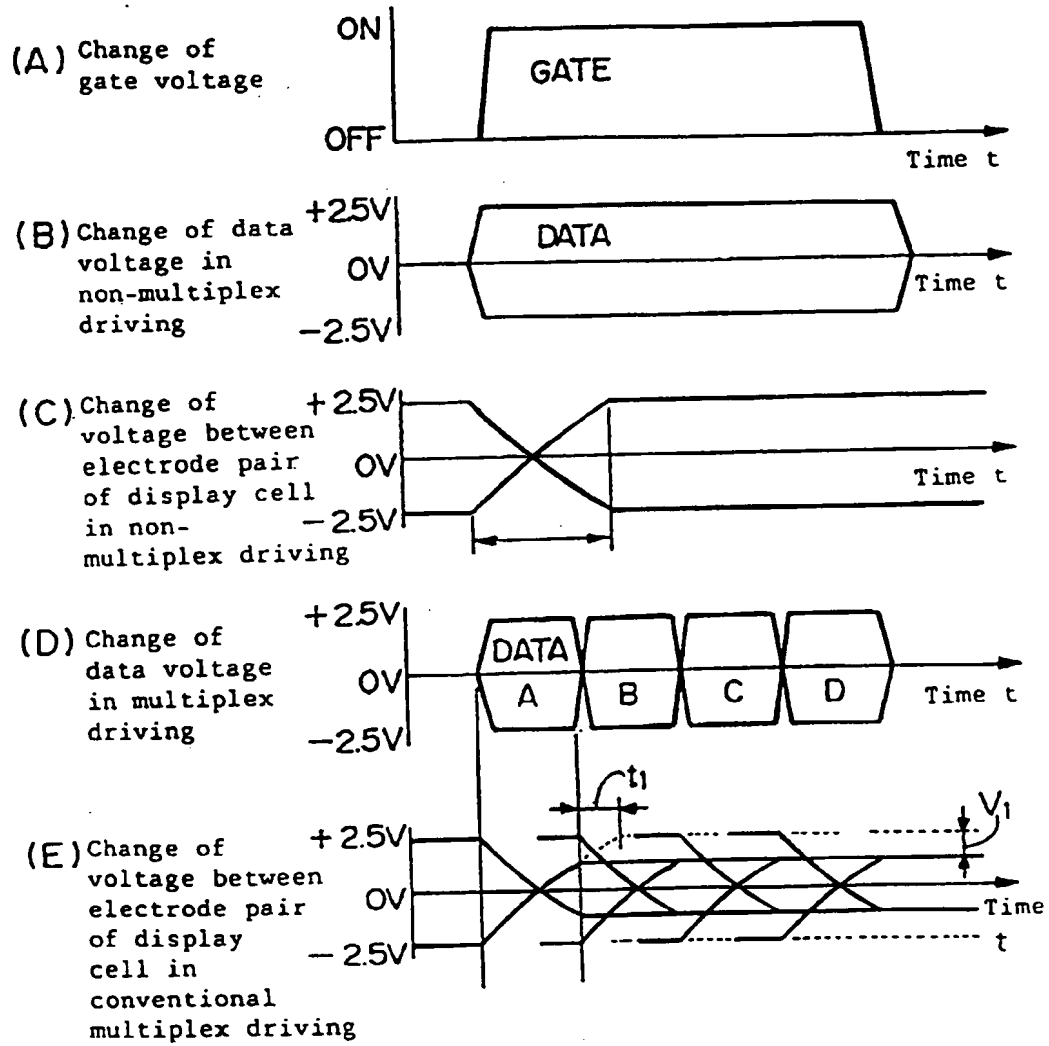 (A) Change of
gate voltage
ON
GATE
OFF
Time t
(B) Change of data
voltage in
non-multiplex
driving
+2.5V
DATA
0V
Time t
−2.5V
(C) Change of
voltage between
electrode pair
of display cell
in non-
multiplex driving
+2.5V
0V
Time t
−2.5V
(D) Change of
data voltage
in multiplex
driving
+2.5V
DATA
A B C D
0V
Time t
−2.5V
t1
V1
(E) Change of
voltage between
electrode pair
of display
cell in
conventional
multiplex driving
+2.5V
0V
Time
t
−2.5V